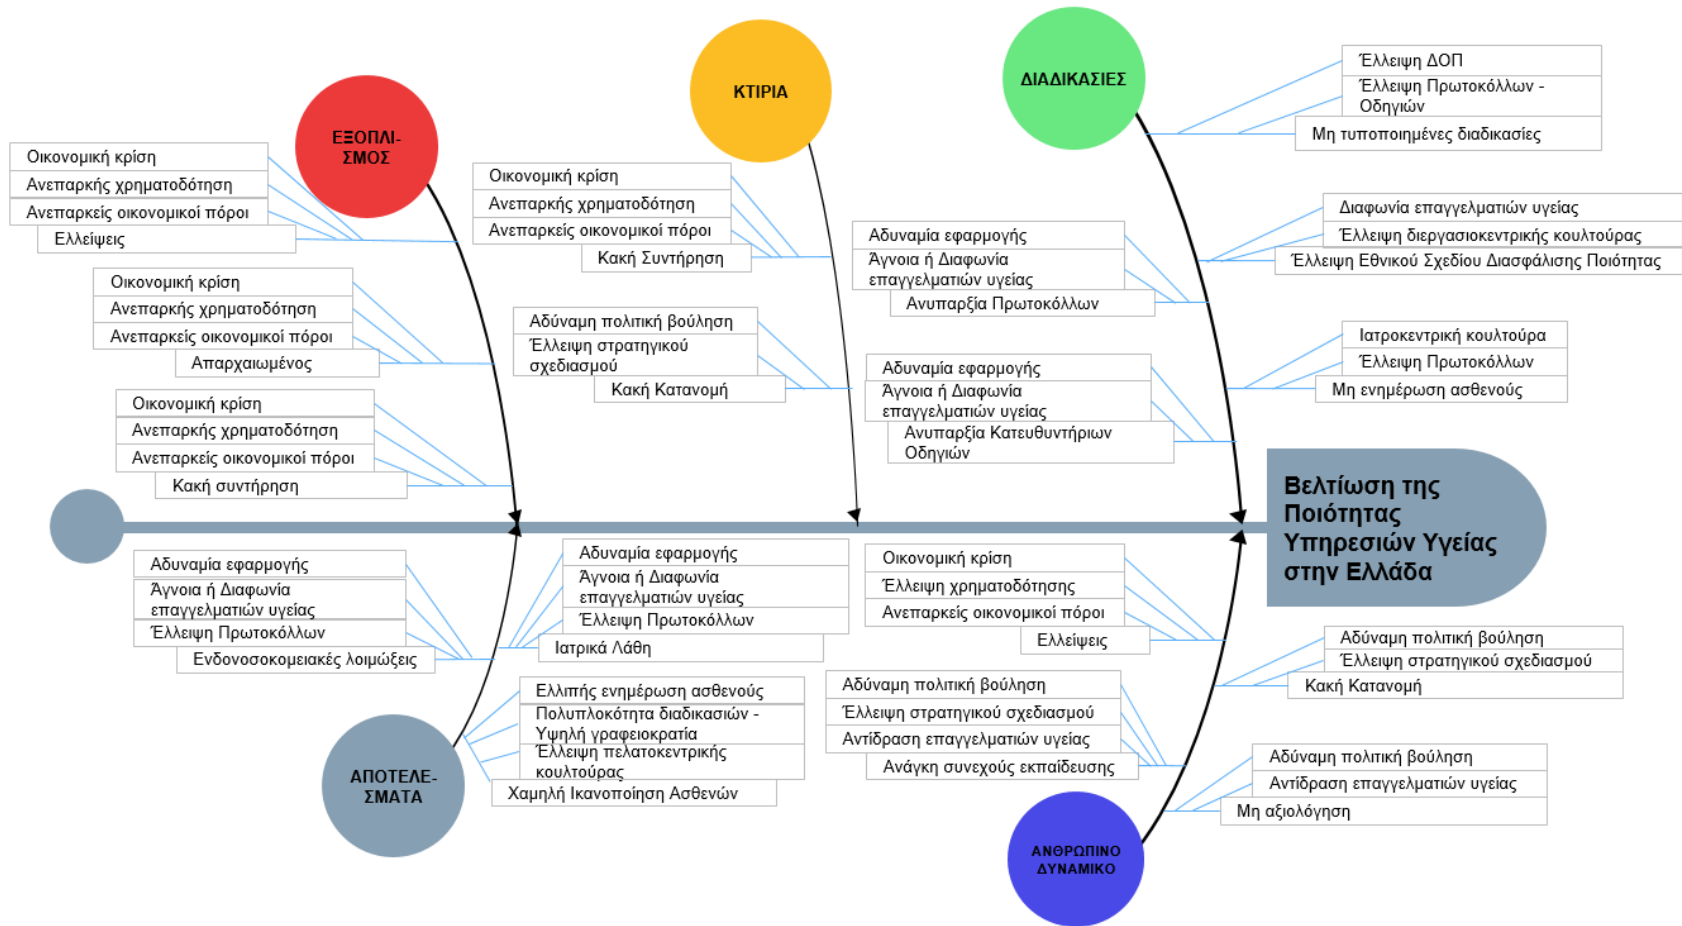 ΕΞΟΠΛΙ-
ΣΜΟΣ
Οικονομική κρίση
Ανεπαρκής χρηματοδότηση
Ανεπαρκείς οικονομικοί πόροι
Ελλείψεις
Οικονομική κρίση
Ανεπαρκής χρηματοδότηση
Ανεπαρκείς οικονομικοί πόροι
Απαρχαιωμένος
Οικονομική κρίση
Ανεπαρκής χρηματοδότηση
Ανεπαρκείς οικονομικοί πόροι
Κακή συντήρηση
ΚΤΙΡΙΑ
Οικονομική κρίση
Ανεπαρκής χρηματοδότηση
Ανεπαρκείς οικονομικοί πόροι
Κακή Συντήρηση
Αδύναμη πολιτική βούληση
Έλλειψη στρατηγικού
σχεδιασμού
Κακή Κατανομή
ΔΙΑΔΙΚΑΣΙΕΣ
Έλλειψη ΔΟΠ
Έλλειψη Πρωτοκόλλων -
Οδηγιών
Μη τυποποιημένες διαδικασίες
Αδυναμία εφαρμογής
Άγνοια ή Διαφωνία
επαγγελματιών υγείας
Ανυπαρξία Πρωτοκόλλων
Διαφωνία επαγγελματιών υγείας
Έλλειψη διεργασιοκεντρικής κουλτούρας
Έλλειψη Εθνικού Σχεδίου Διασφάλισης Ποιότητας
Αδυναμία εφαρμογής
Άγνοια ή Διαφωνία
επαγγελματιών υγείας
Ανυπαρξία Κατευθυντήριων
Οδηγιών
Ιατροκεντρική κουλτούρα
Έλλειψη Πρωτοκόλλων
Μη ενημέρωση ασθενούς
Βελτίωση της
Ποιότητας
Υπηρεσιών Υγείας
στην Ελλάδα
Αδυναμία εφαρμογής
Άγνοια ή Διαφωνία
επαγγελματιών υγείας
Έλλειψη Πρωτοκόλλων
Ενδονοσοκομειακές λοιμώξεις
Αδυναμία εφαρμογής
Άγνοια ή Διαφωνία
επαγγελματιών υγείας
Έλλειψη Πρωτοκόλλων
Ιατρικά Λάθη
Ελλιπής ενημέρωση ασθενούς
Πολυπλοκότητα διαδικασιών -
Υψηλή γραφειοκρατία
Έλλειψη πελατοκεντρικής
κουλτούρας
Χαμηλή Ικανοποίηση Ασθενών
ΑΠΟΤΕΛΕ-
ΣΜΑΤΑ
Οικονομική κρίση
Έλλειψη χρηματοδότησης
Ανεπαρκείς οικονομικοί πόροι
Ελλείψεις
Αδύναμη πολιτική βούληση
Έλλειψη στρατηγικού σχεδιασμού
Κακή Κατανομή
Αδύναμη πολιτική βούληση
Έλλειψη στρατηγικού σχεδιασμού
Αντίδραση επαγγελματιών υγείας
Ανάγκη συνεχούς εκπαίδευσης
Αδύναμη πολιτική βούληση
Αντίδραση επαγγελματιών υγείας
Μη αξιολόγηση
ΑΝΘΡΩΠΙΝΟ
ΔΥΝΑΜΙΚΟ